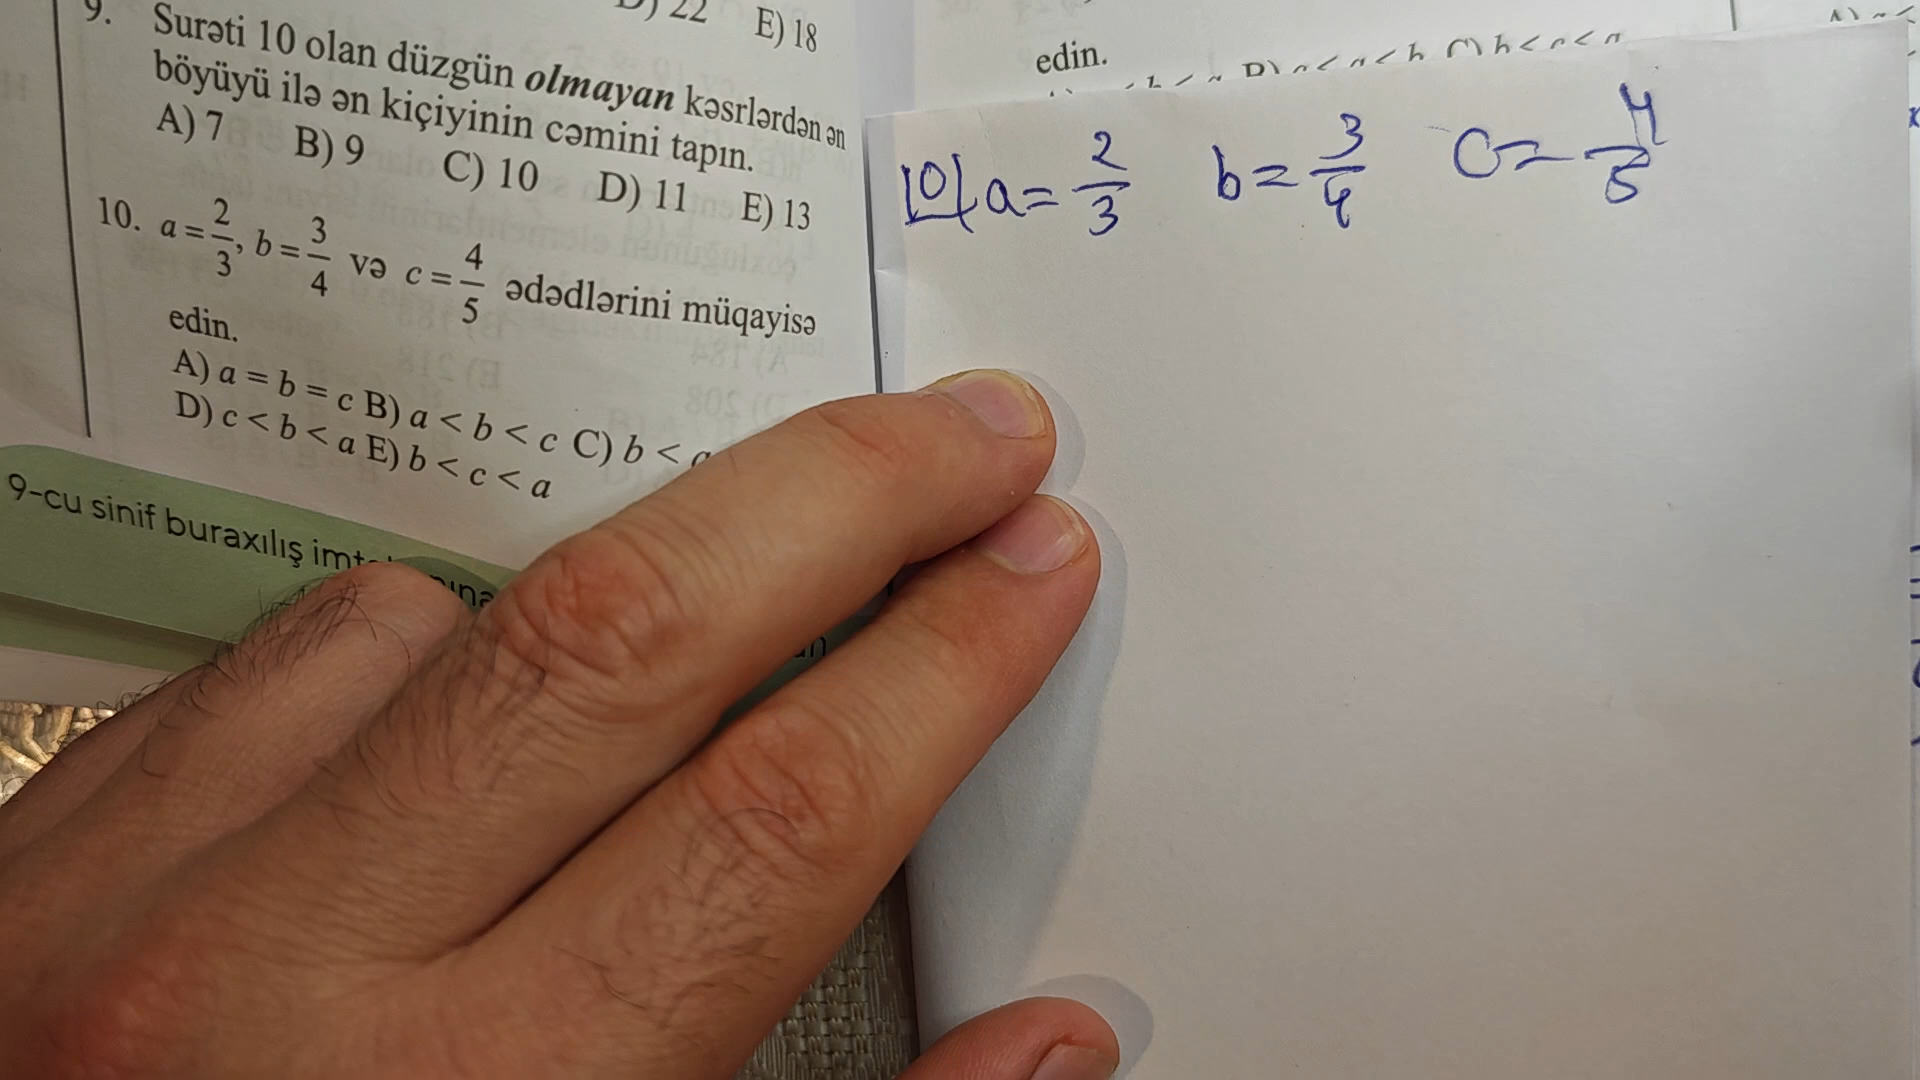 D) 22 E) 18
9. Surəti 10 olan düzgün olmayan kəsrlərdən ən
böyüyü ilə ən kiçiyinin cəmini tapın.
A) 7 B) 9 C) 10 D) 11 E) 13
10. a = 2/3, b = 3/4 və c = 4/5 ədədlərini müqayisə
edin.
A) a = b = c B) a < b < c C) b <
D) c < b < a E) b < c < a
9-cu sinif buraxılış
edin.
10) a = 2/3 b = 3/4 c = 4/5